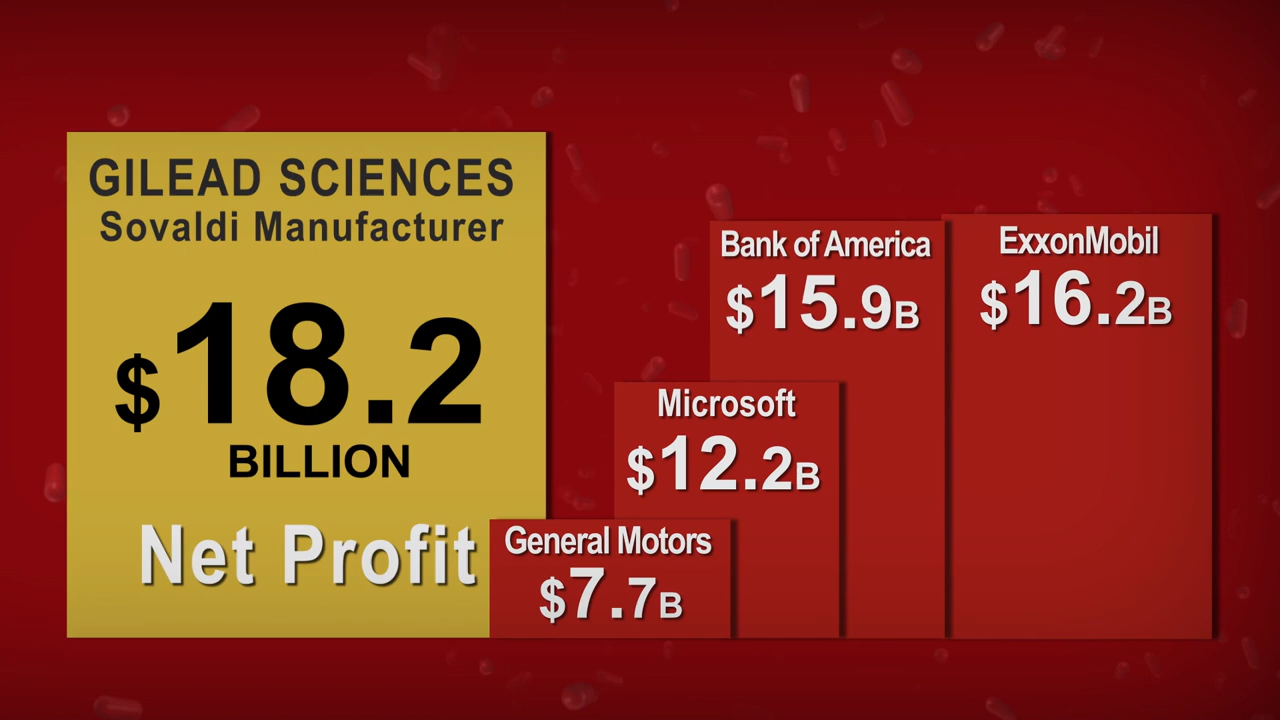 GILEAD SCIENCES
Sovaldi Manufacturer
$18.2
BILLION
Net Profit
General Motors
$7.7B
Microsoft
$12.2B
Bank of America
$15.9B
ExxonMobil
$16.2B